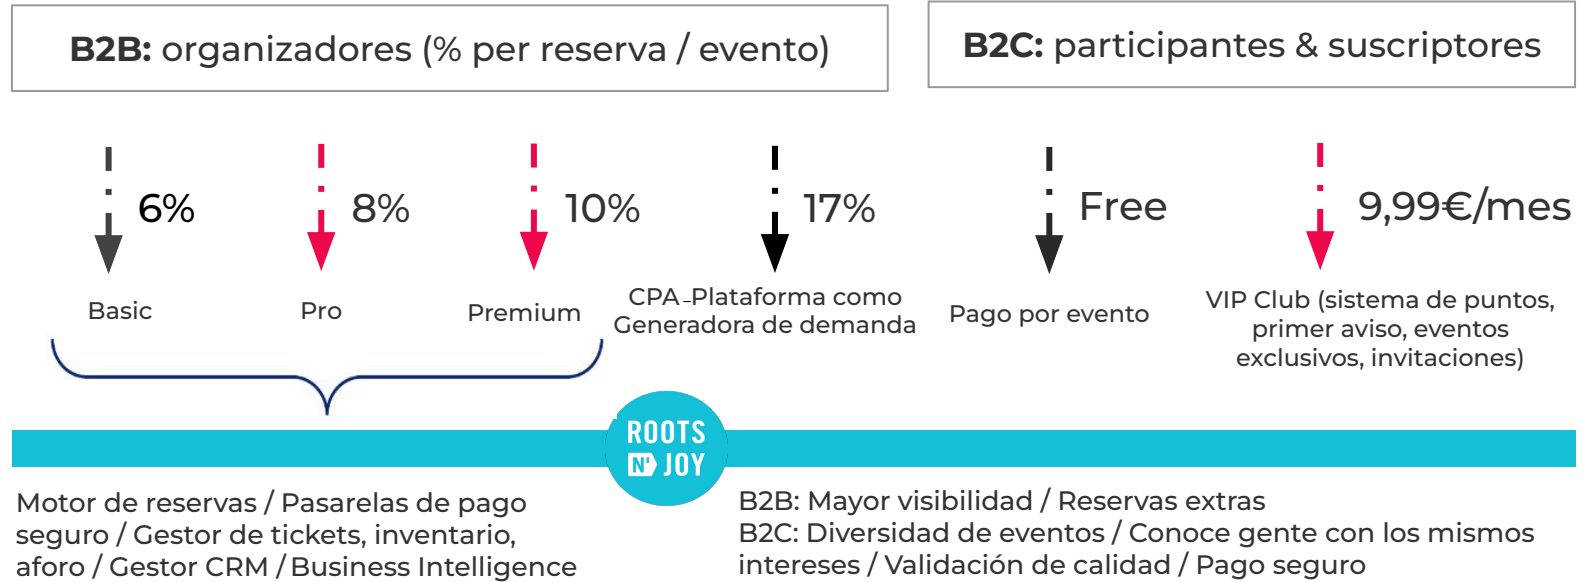 B2B: organizadores (% per reserva / evento)
B2C: participantes & suscriptores
6%
8%
10%
17%
Free
9,99€/mes
Basic
Pro
Premium
CPA-Plataforma como
Generadora de demanda
Pago por evento
VIP Club (sistema de puntos,
primer aviso, eventos
exclusivos, invitaciones)
ROOTS
N' JOY
Motor de reservas / Pasarelas de pago
seguro / Gestor de tickets, inventario,
aforo / Gestor CRM / Business Intelligence
B2B: Mayor visibilidad / Reservas extras
B2C: Diversidad de eventos / Conoce gente con los mismos
intereses / Validación de calidad / Pago seguro